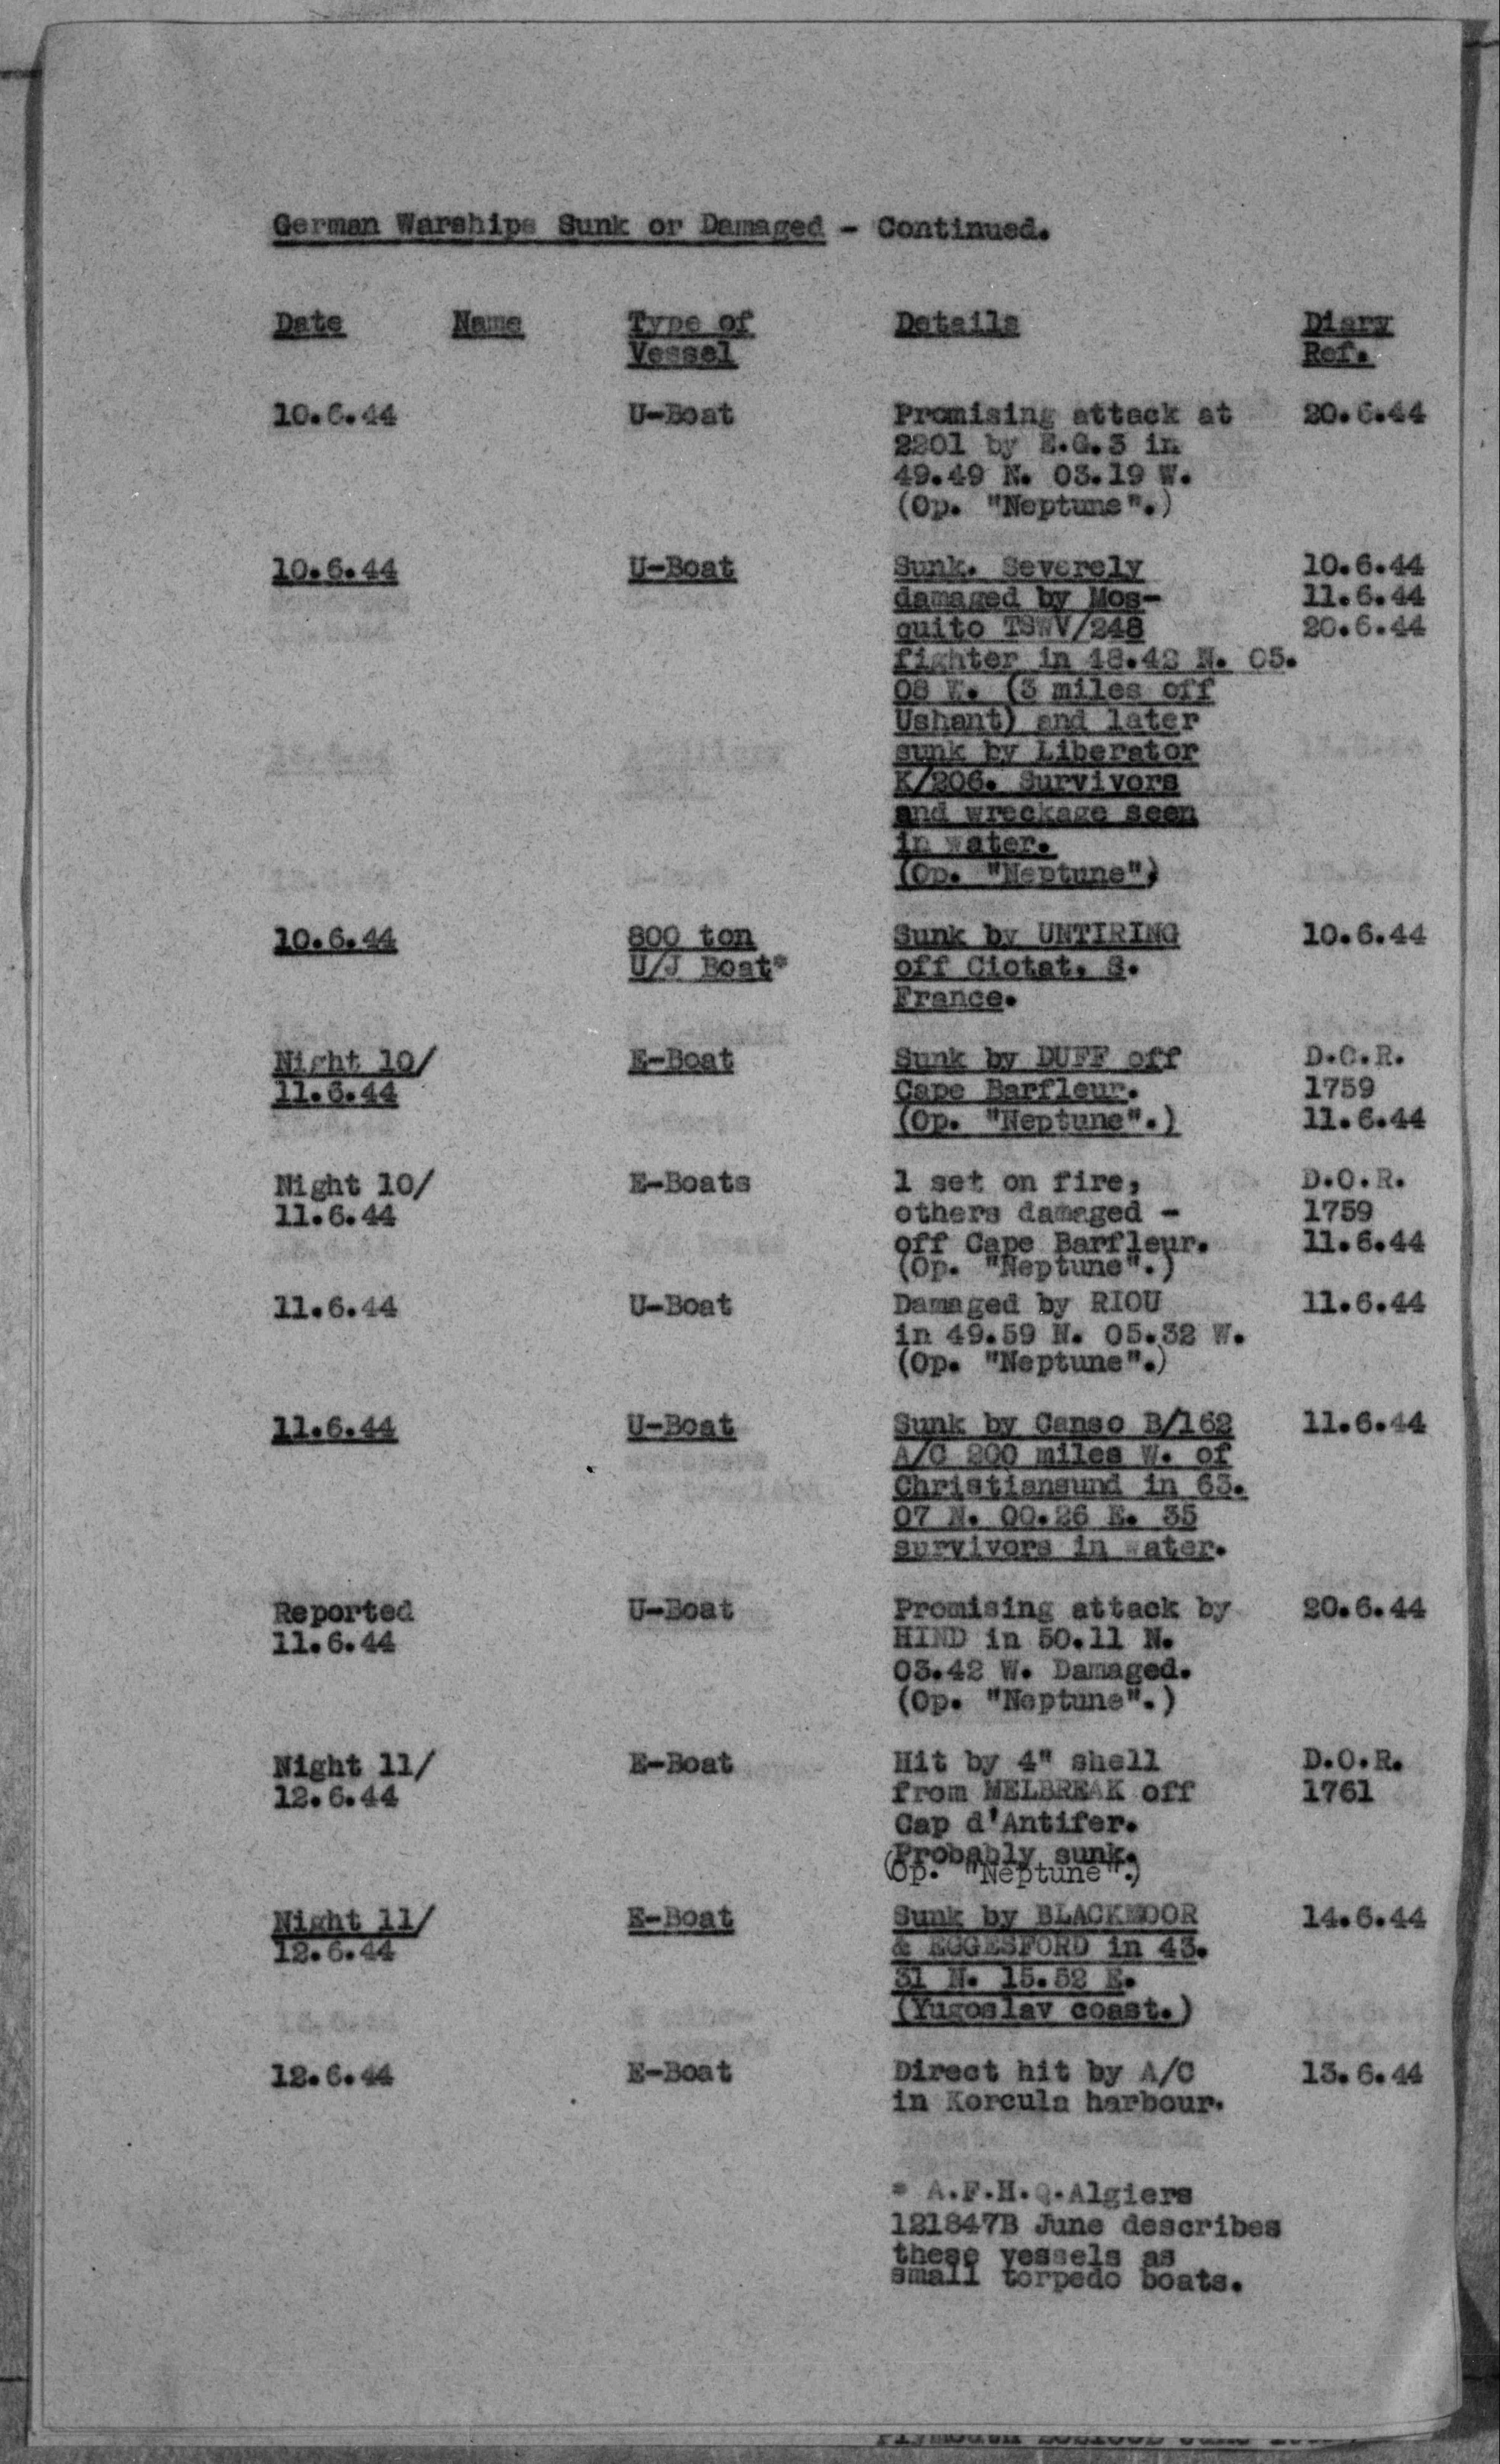 German Warships Sunk or Damaged - Continued.
Date Name Type of Details Diary
Vessel Ref.
10.6.44 U-Boat Promising attack at 20.6.44
2201 by E.G.3 in
49.49 N. 03.19 W.
(Op. "Neptune".)
10.6.44 U-Boat Sunk. Severely 10.6.44
damaged by Mos- 11.6.44
quito TSWV/248 20.6.44
fighter in 48.42 N. 05.
08 W. (3 miles off
Ushant) and later
sunk by Liberator
K/206. Survivors
and wreckage seen
in water.
(Op. "Neptune")
10.6.44 800 ton Sunk by UNTIRING 10.6.44
U/J Boat* off Ciotat. S.
France.
Night 10/ E-Boat Sunk by DUFF off D.O.R.
11.6.44 Cape Barfleur. 1759
(Op. "Neptune".) 11.6.44
Night 10/ E-Boats 1 set on fire, D.O.R.
11.6.44 others damaged - 1759
off Cape Barfleur. 11.6.44
(Op. "Neptune".)
11.6.44 U-Boat Damaged by RIOU 11.6.44
in 49.59 N. 05.32 W.
(Op. "Neptune".)
11.6.44 U-Boat Sunk by Canso B/162 11.6.44
A/C 200 miles W. of
Christiansund in 63.
07 N. 00.26 E. 35
survivors in water.
Reported U-Boat Promising attack by 20.6.44
11.6.44 HIND in 50.11 N.
03.42 W. Damaged.
(Op. "Neptune".)
Night 11/ E-Boat Hit by 4" shell D.O.R.
12.6.44 from MELBREAK off 1761
Cap d'Antifer.
Probably sunk.
(Op. "Neptune".)
Night 11/ E-Boat Sunk by BLACKMOOR 14.6.44
12.6.44 & EGGESFORD in 43.
31 N. 15.52 E.
(Yugoslav coast.)
12.6.44 E-Boat Direct hit by A/C 13.6.44
in Korcula harbour.
* A.F.H.Q.Algiers
121847B June describes
these vessels as
small torpedo boats.